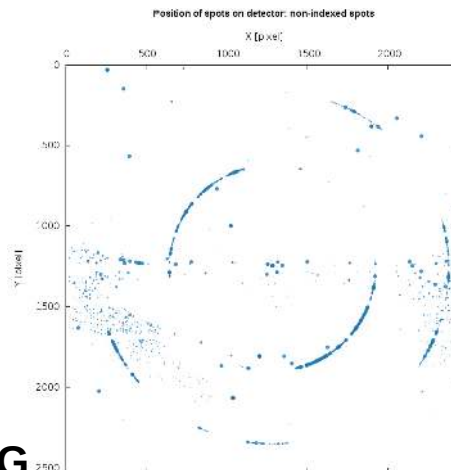 Position of spots on detector: non-indexed spots
X [pixel]
0 500 1000 1500 2000
0
500
1000
Y [pixel]
1500
2000
2500
G